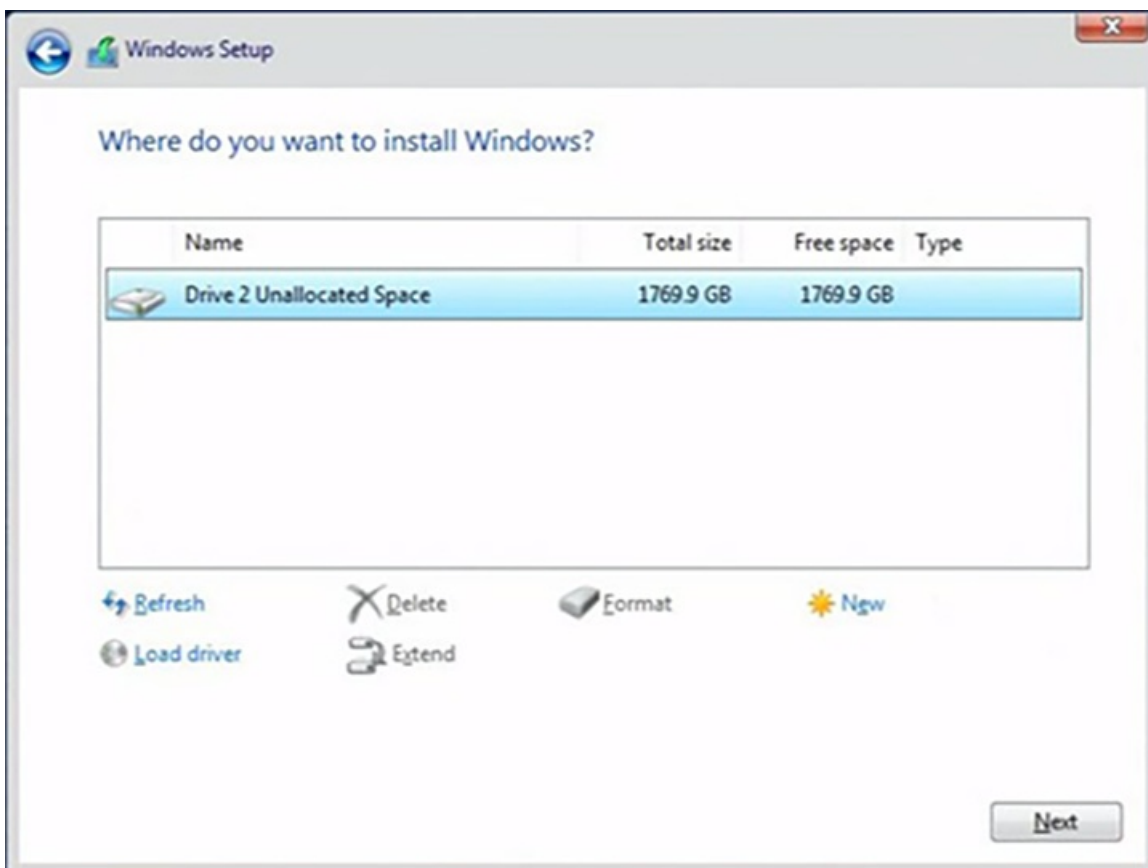 Windows Setup
Where do you want to install Windows?
Name Total size Free space Type
Drive 2 Unallocated Space 1769.9 GB 1769.9 GB
Refresh Delete Format New
Load driver Extend
Next